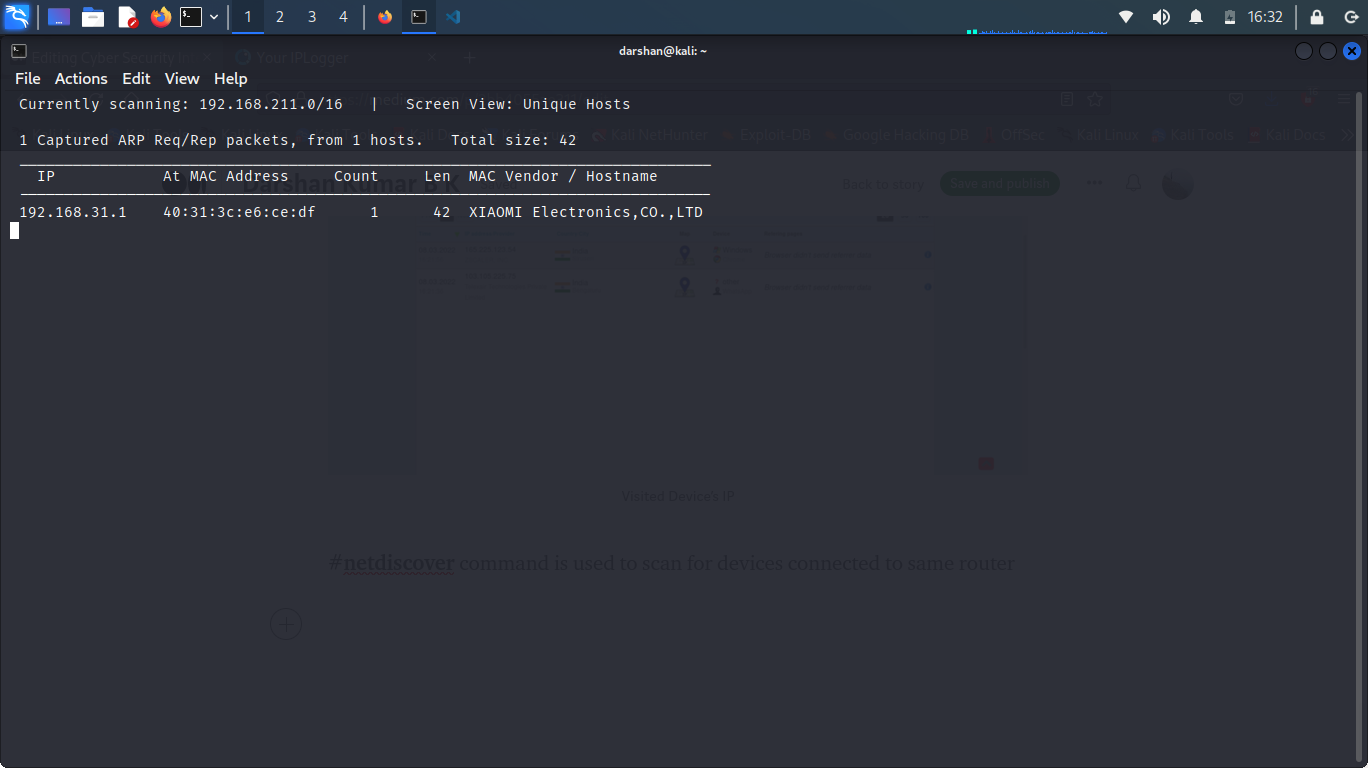 1 2 3 4 16:32
darshan@kali: ~
Editing Cyber Security Your IPLogger
File Actions Edit View Help
Currently scanning: 192.168.211.0/16 | Screen View: Unique Hosts
Kali NetHunter Exploit-DB Google Hacking DB OffSec Kali Linux Kali Tools Kali Docs
1 Captured ARP Req/Rep packets, from 1 hosts. Total size: 42
IP At MAC Address Count Len MAC Vendor / Hostname
Darshan Kumar B K Back to story Save and publish
192.168.31.1 40:31:3c:e6:ce:df 1 42 XIAOMI Electronics,CO.,LTD
Visited Device's IP
#netdiscover command is used to scan for devices connected to same router